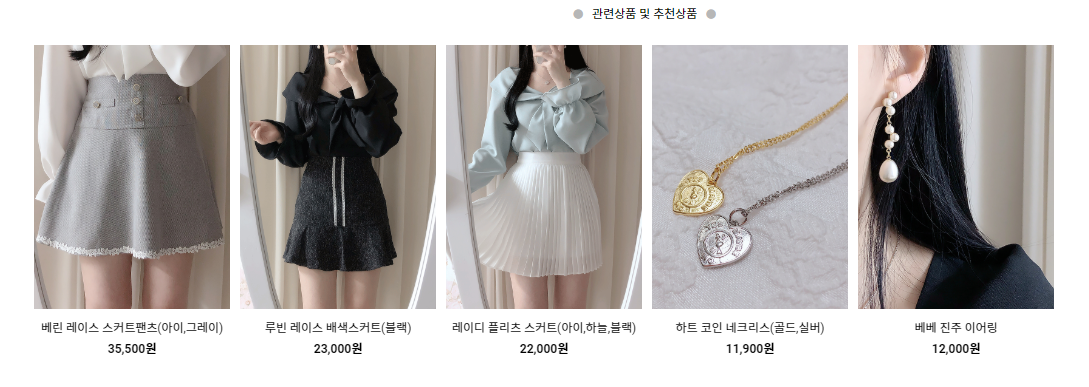 관련상품 및 추천상품
베린 레이스 스커트팬츠(아이,그레이)
35,500원
루빈 레이스 배색스커트(블랙)
23,000원
레이디 플리츠 스커트(아이,하늘,블랙)
22,000원
하트 코인 네크리스(골드,실버)
11,900원
베베 진주 이어링
12,000원